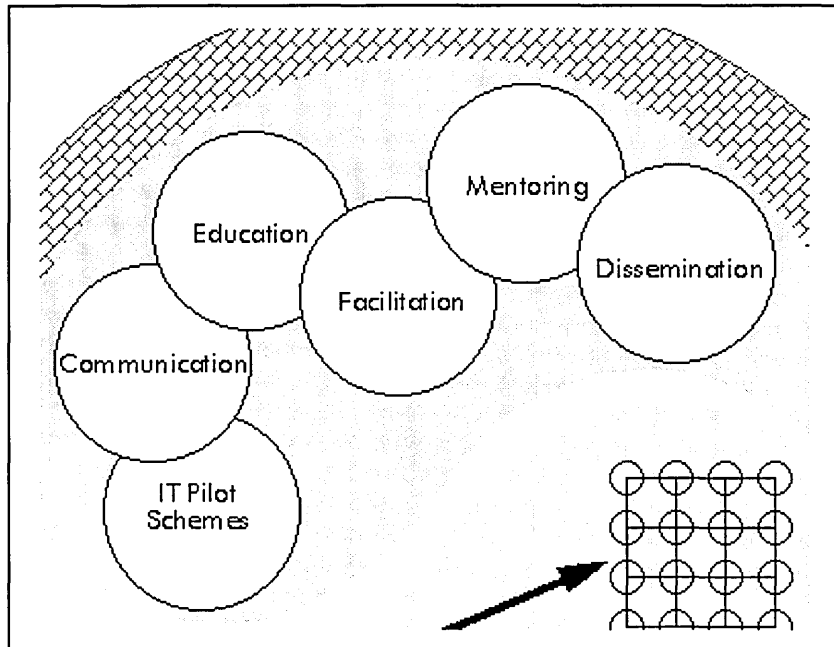 Mentoring
Education
Dissemination
Facilitation
Communication
IT Pilot
Schemes